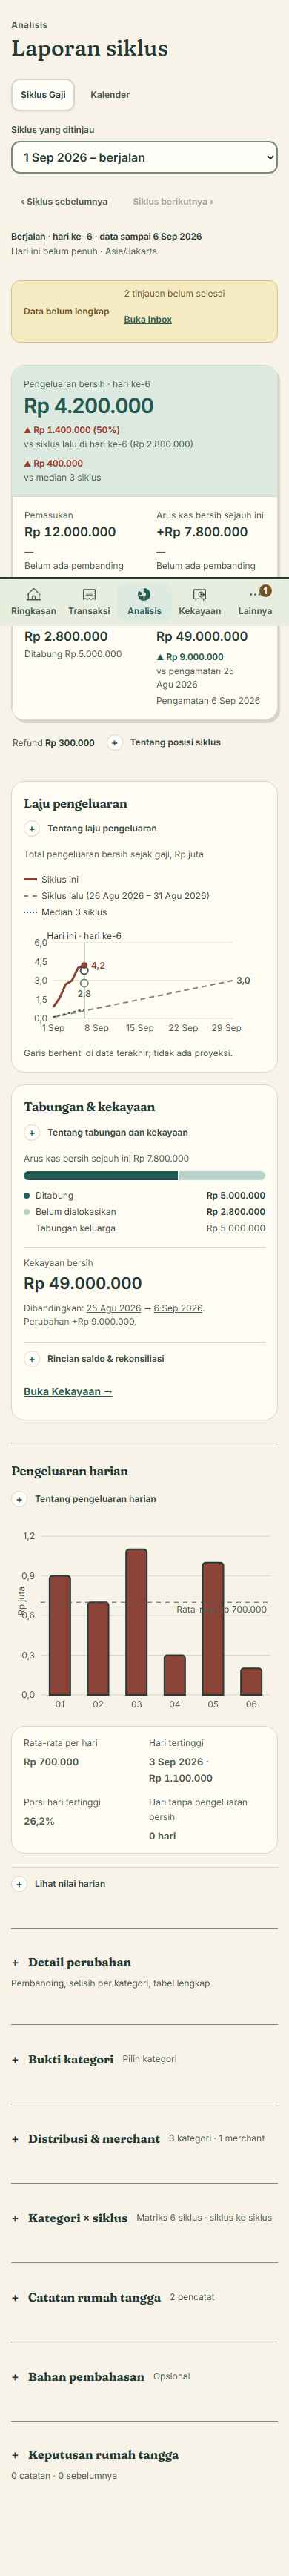 Analisis
Laporan siklus
Siklus Gaji
Kalender
Siklus yang ditinjau
1 Sep 2026 – berjalan
‹ Siklus sebelumnya
Siklus berikutnya ›
Berjalan · hari ke-6 · data sampai 6 Sep 2026
Hari ini belum penuh · Asia/Jakarta
Data belum lengkap
2 tinjauan belum selesai
Buka Inbox
Pengeluaran bersih · hari ke-6
Rp 4.200.000
▲ Rp 1.400.000 (50%)
vs siklus lalu di hari ke-6 (Rp 2.800.000)
▲ Rp 400.000
vs median 3 siklus
Pemasukan
Rp 12.000.000
—
Belum ada pembanding
Arus kas bersih sejauh ini
+Rp 7.800.000
—
Belum ada pembanding
Ringkasan
Transaksi
Analisis
Kekayaan
1
Lainnya
Rp 2.800.000
Ditabung Rp 5.000.000
Rp 49.000.000
▲ Rp 9.000.000
vs pengamatan 25
Agu 2026
Pengamatan 6 Sep 2026
Refund Rp 300.000
+ Tentang posisi siklus
Laju pengeluaran
+ Tentang laju pengeluaran
Total pengeluaran bersih sejak gaji, Rp juta
Siklus ini
Siklus lalu (26 Agu 2026 – 31 Agu 2026)
Median 3 siklus
Hari ini · hari ke-6
6,0
4,5
3,0
1,5
0,0
4,2
2,8
3,0
1 Sep
8 Sep
15 Sep
22 Sep
29 Sep
Garis berhenti di data terakhir; tidak ada proyeksi.
Tabungan & kekayaan
+ Tentang tabungan dan kekayaan
Arus kas bersih sejauh ini Rp 7.800.000
Ditabung Rp 5.000.000
Belum dialokasikan Rp 2.800.000
Tabungan keluarga Rp 5.000.000
Kekayaan bersih
Rp 49.000.000
Dibandingkan: 25 Agu 2026 → 6 Sep 2026.
Perubahan +Rp 9.000.000.
+ Rincian saldo & rekonsiliasi
Buka Kekayaan →
Pengeluaran harian
+ Tentang pengeluaran harian
Rp juta
1,2
0,9
0,6
0,3
0,0
Rp 700.000
01
02
03
04
05
06
Rata-rata per hari
Rp 700.000
Hari tertinggi
3 Sep 2026 ·
Rp 1.100.000
Porsi hari tertinggi
26,2%
Hari tanpa pengeluaran
bersih
0 hari
+ Lihat nilai harian
+ Detail perubahan
Pembanding, selisih per kategori, tabel lengkap
+ Bukti kategori Pilih kategori
+ Distribusi & merchant 3 kategori · 1 merchant
+ Kategori × siklus Matriks 6 siklus · siklus ke siklus
+ Catatan rumah tangga 2 pencatat
+ Bahan pembahasan Opsional
+ Keputusan rumah tangga
0 catatan · 0 sebelumnya